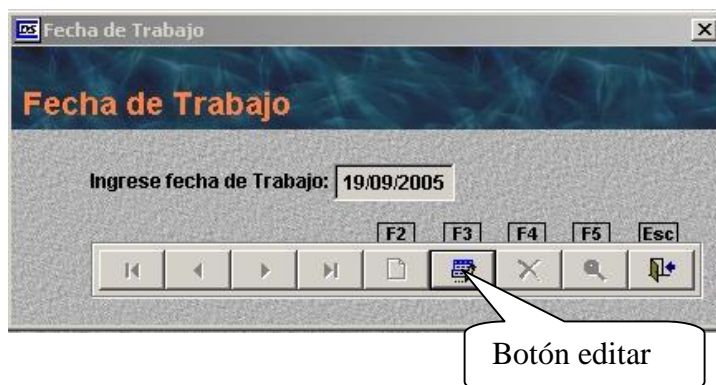 DS Fecha de Trabajo
Fecha de Trabajo
Ingrese fecha de Trabajo: 19/09/2005
F2 F3 F4 F5 Esc
Botón editar